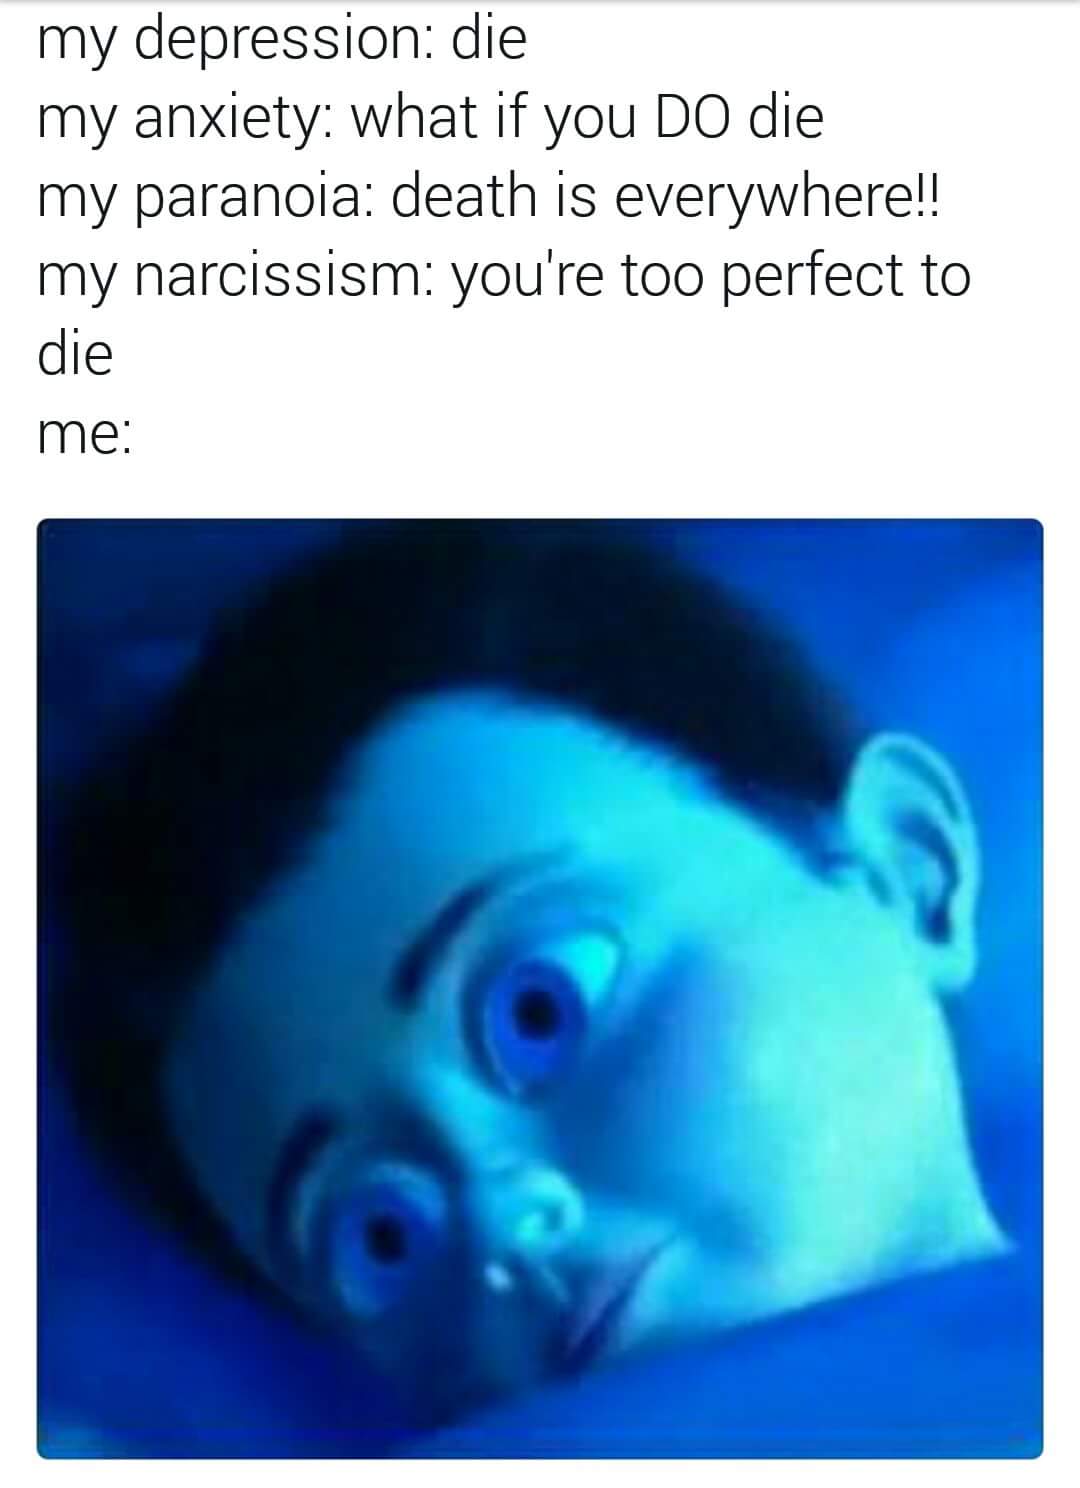 my depression: die
my anxiety: what if you DO die
my paranoia: death is everywhere!!
my narcissism: you're too perfect to
die
me: